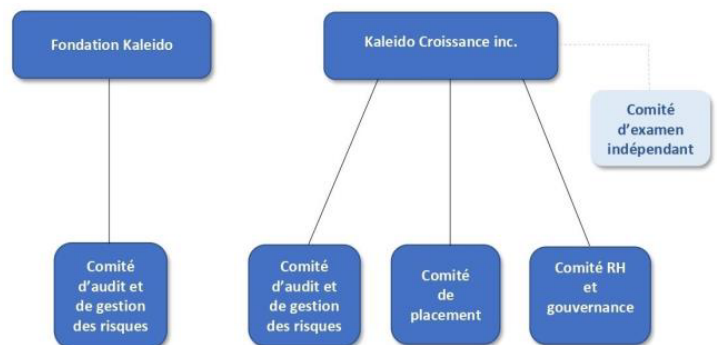 Fondation Kaleido
Kaleido Croissance inc.
Comité
d’examen
indépendant
Comité
d’audit et
de gestion
des risques
Comité
d’audit et
de gestion
des risques
Comité
de
placement
Comité RH
et
gouvernance